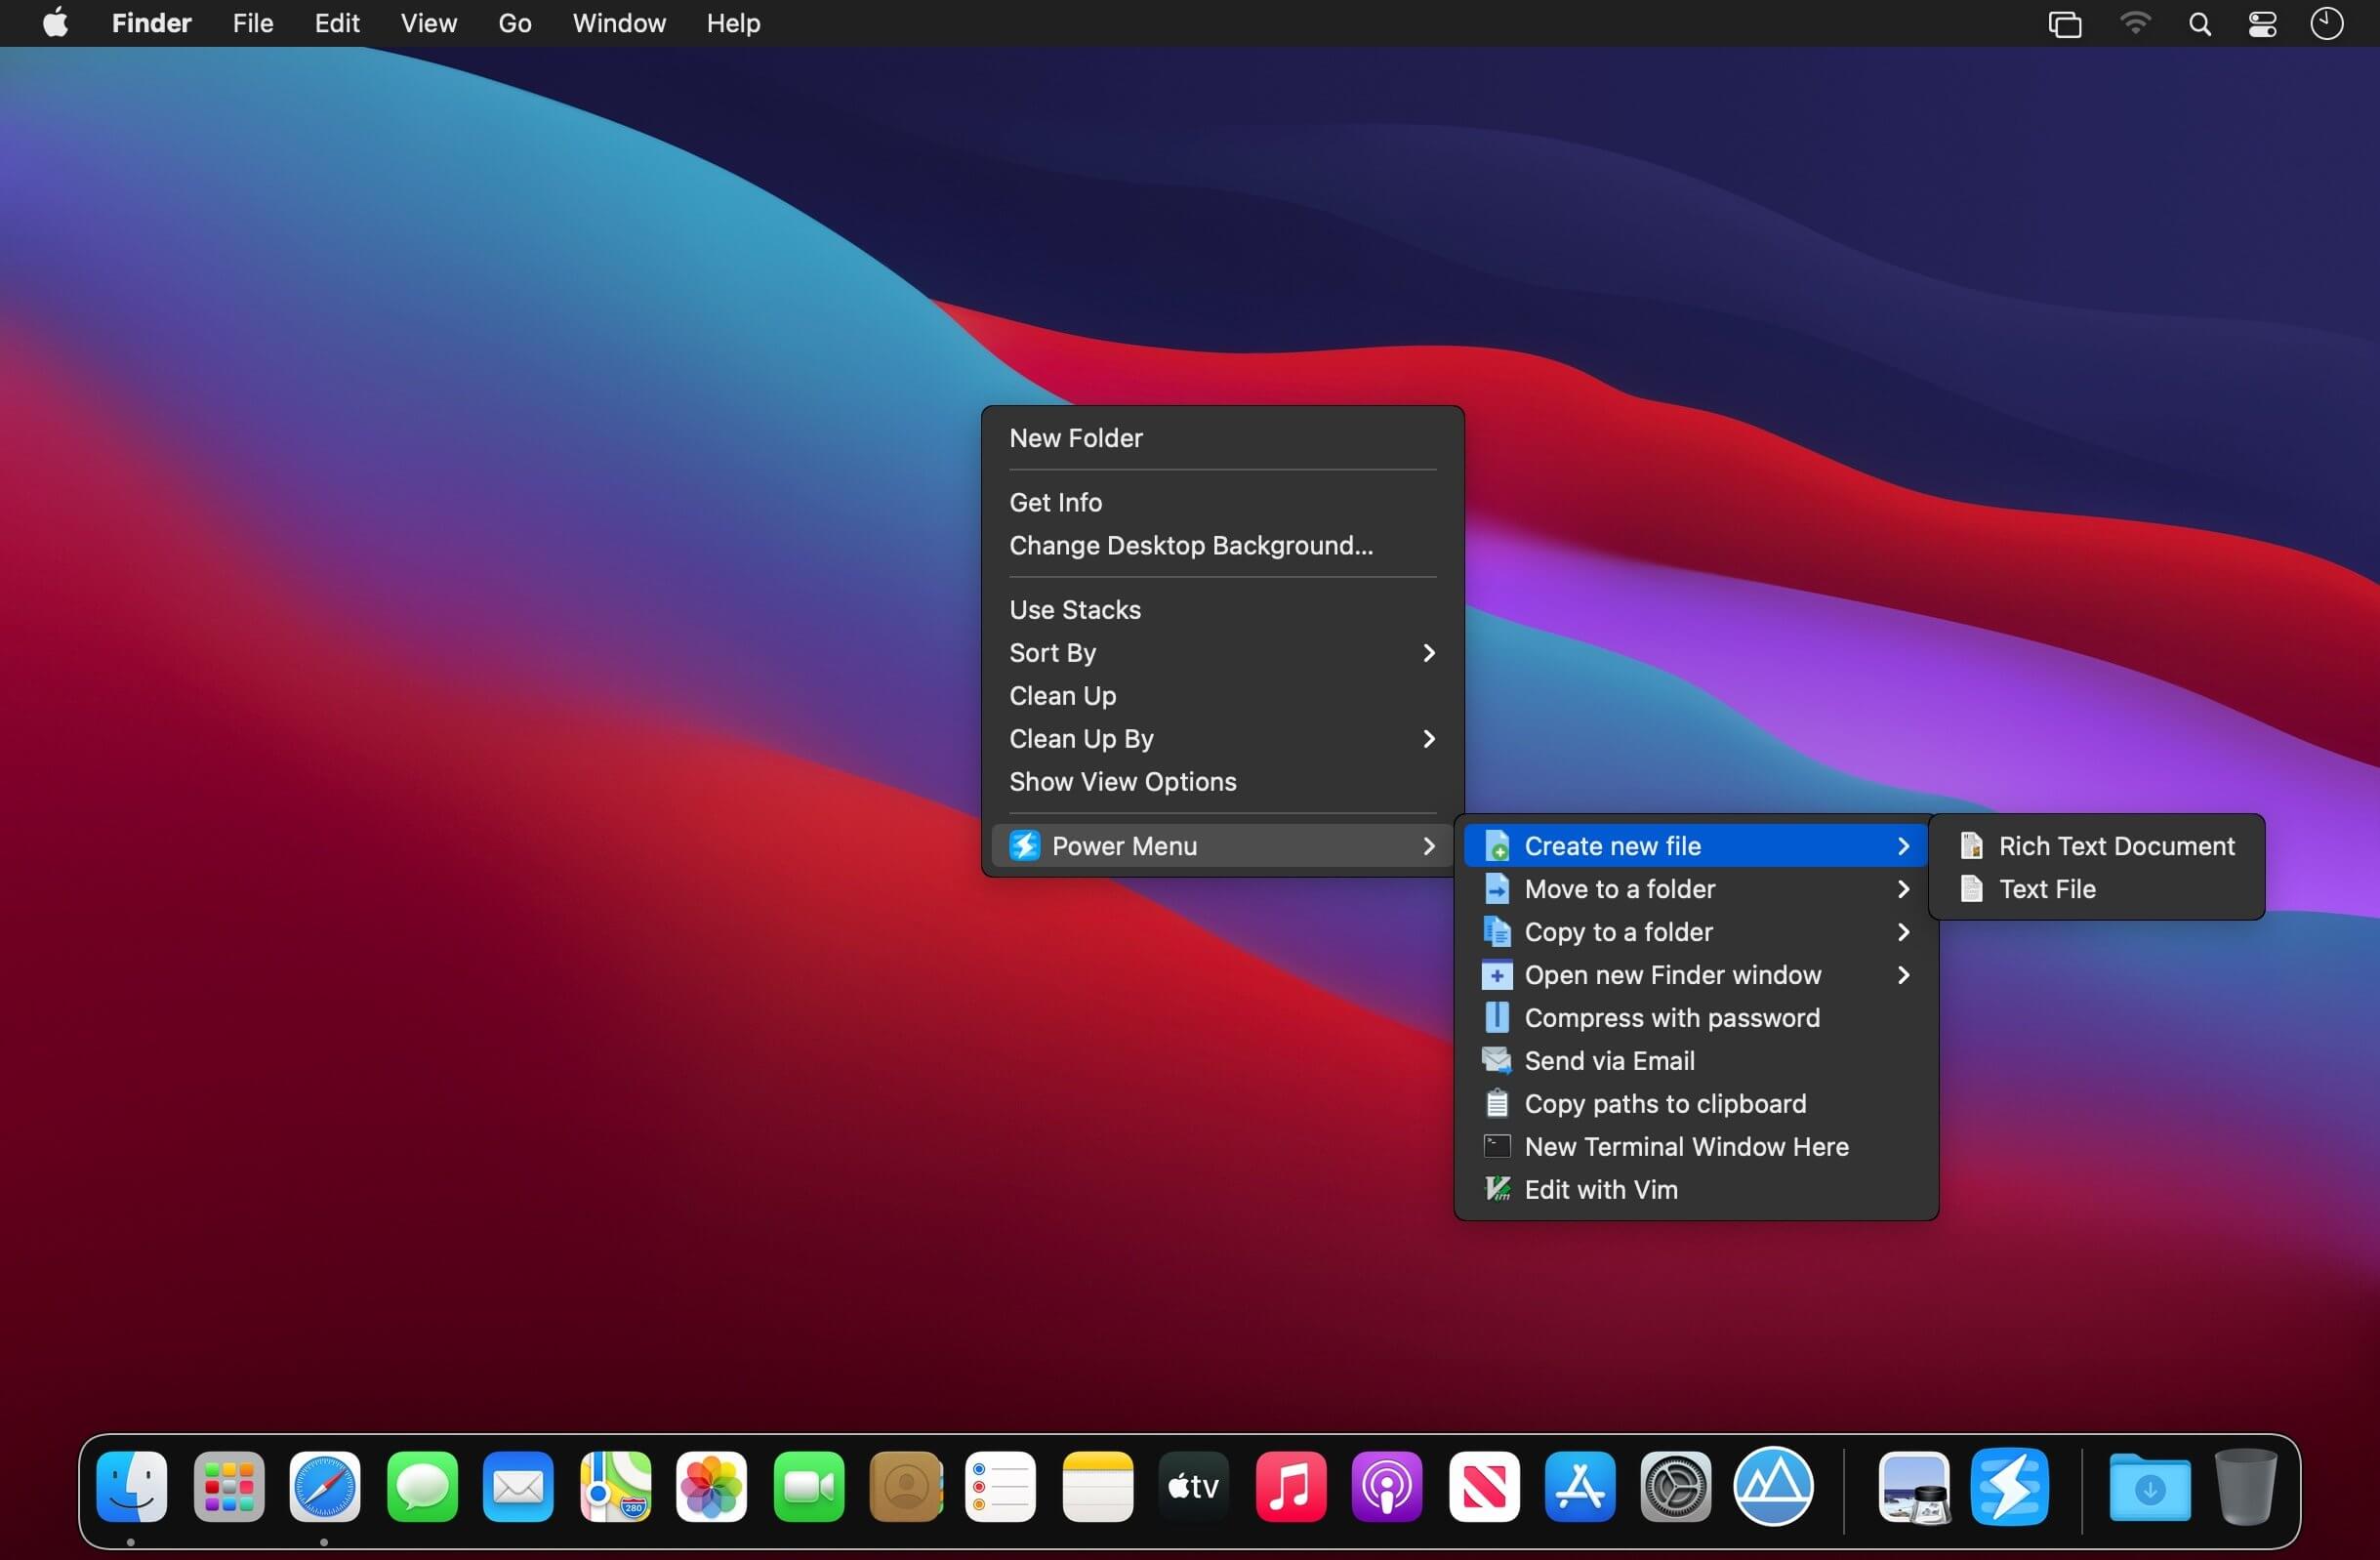 Finder File Edit View Go Window Help
New Folder
Get Info
Change Desktop Background...
Use Stacks
Sort By
Clean Up
Clean Up By
Show View Options
Power Menu
Create new file
Move to a folder
Copy to a folder
Open new Finder window
Compress with password
Send via Email
Copy paths to clipboard
New Terminal Window Here
Edit with Vim
Rich Text Document
Text File
280
tv